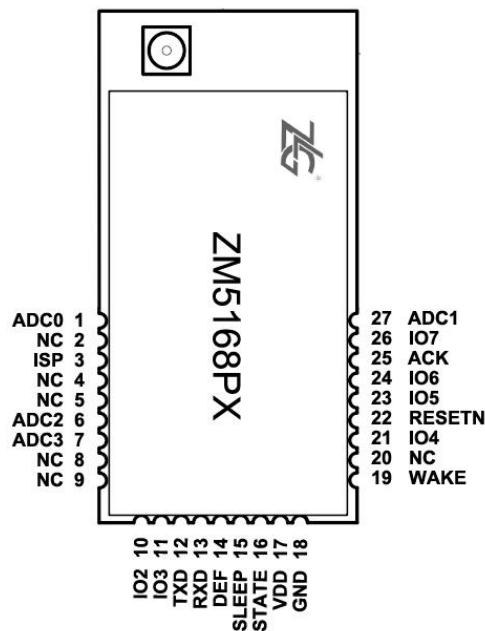 ZM5168PX
ADC0 1
NC 2
ISP 3
NC 4
NC 5
ADC2 6
ADC3 7
NC 8
NC 9
IO2 10
IO3 11
TXD 12
RXD 13
DEF 14
SLEEP 15
STATE 16
VDD 17
GND 18
27 ADC1
26 IO7
25 ACK
24 IO6
23 IO5
22 RESETN
21 IO4
20 NC
19 WAKE